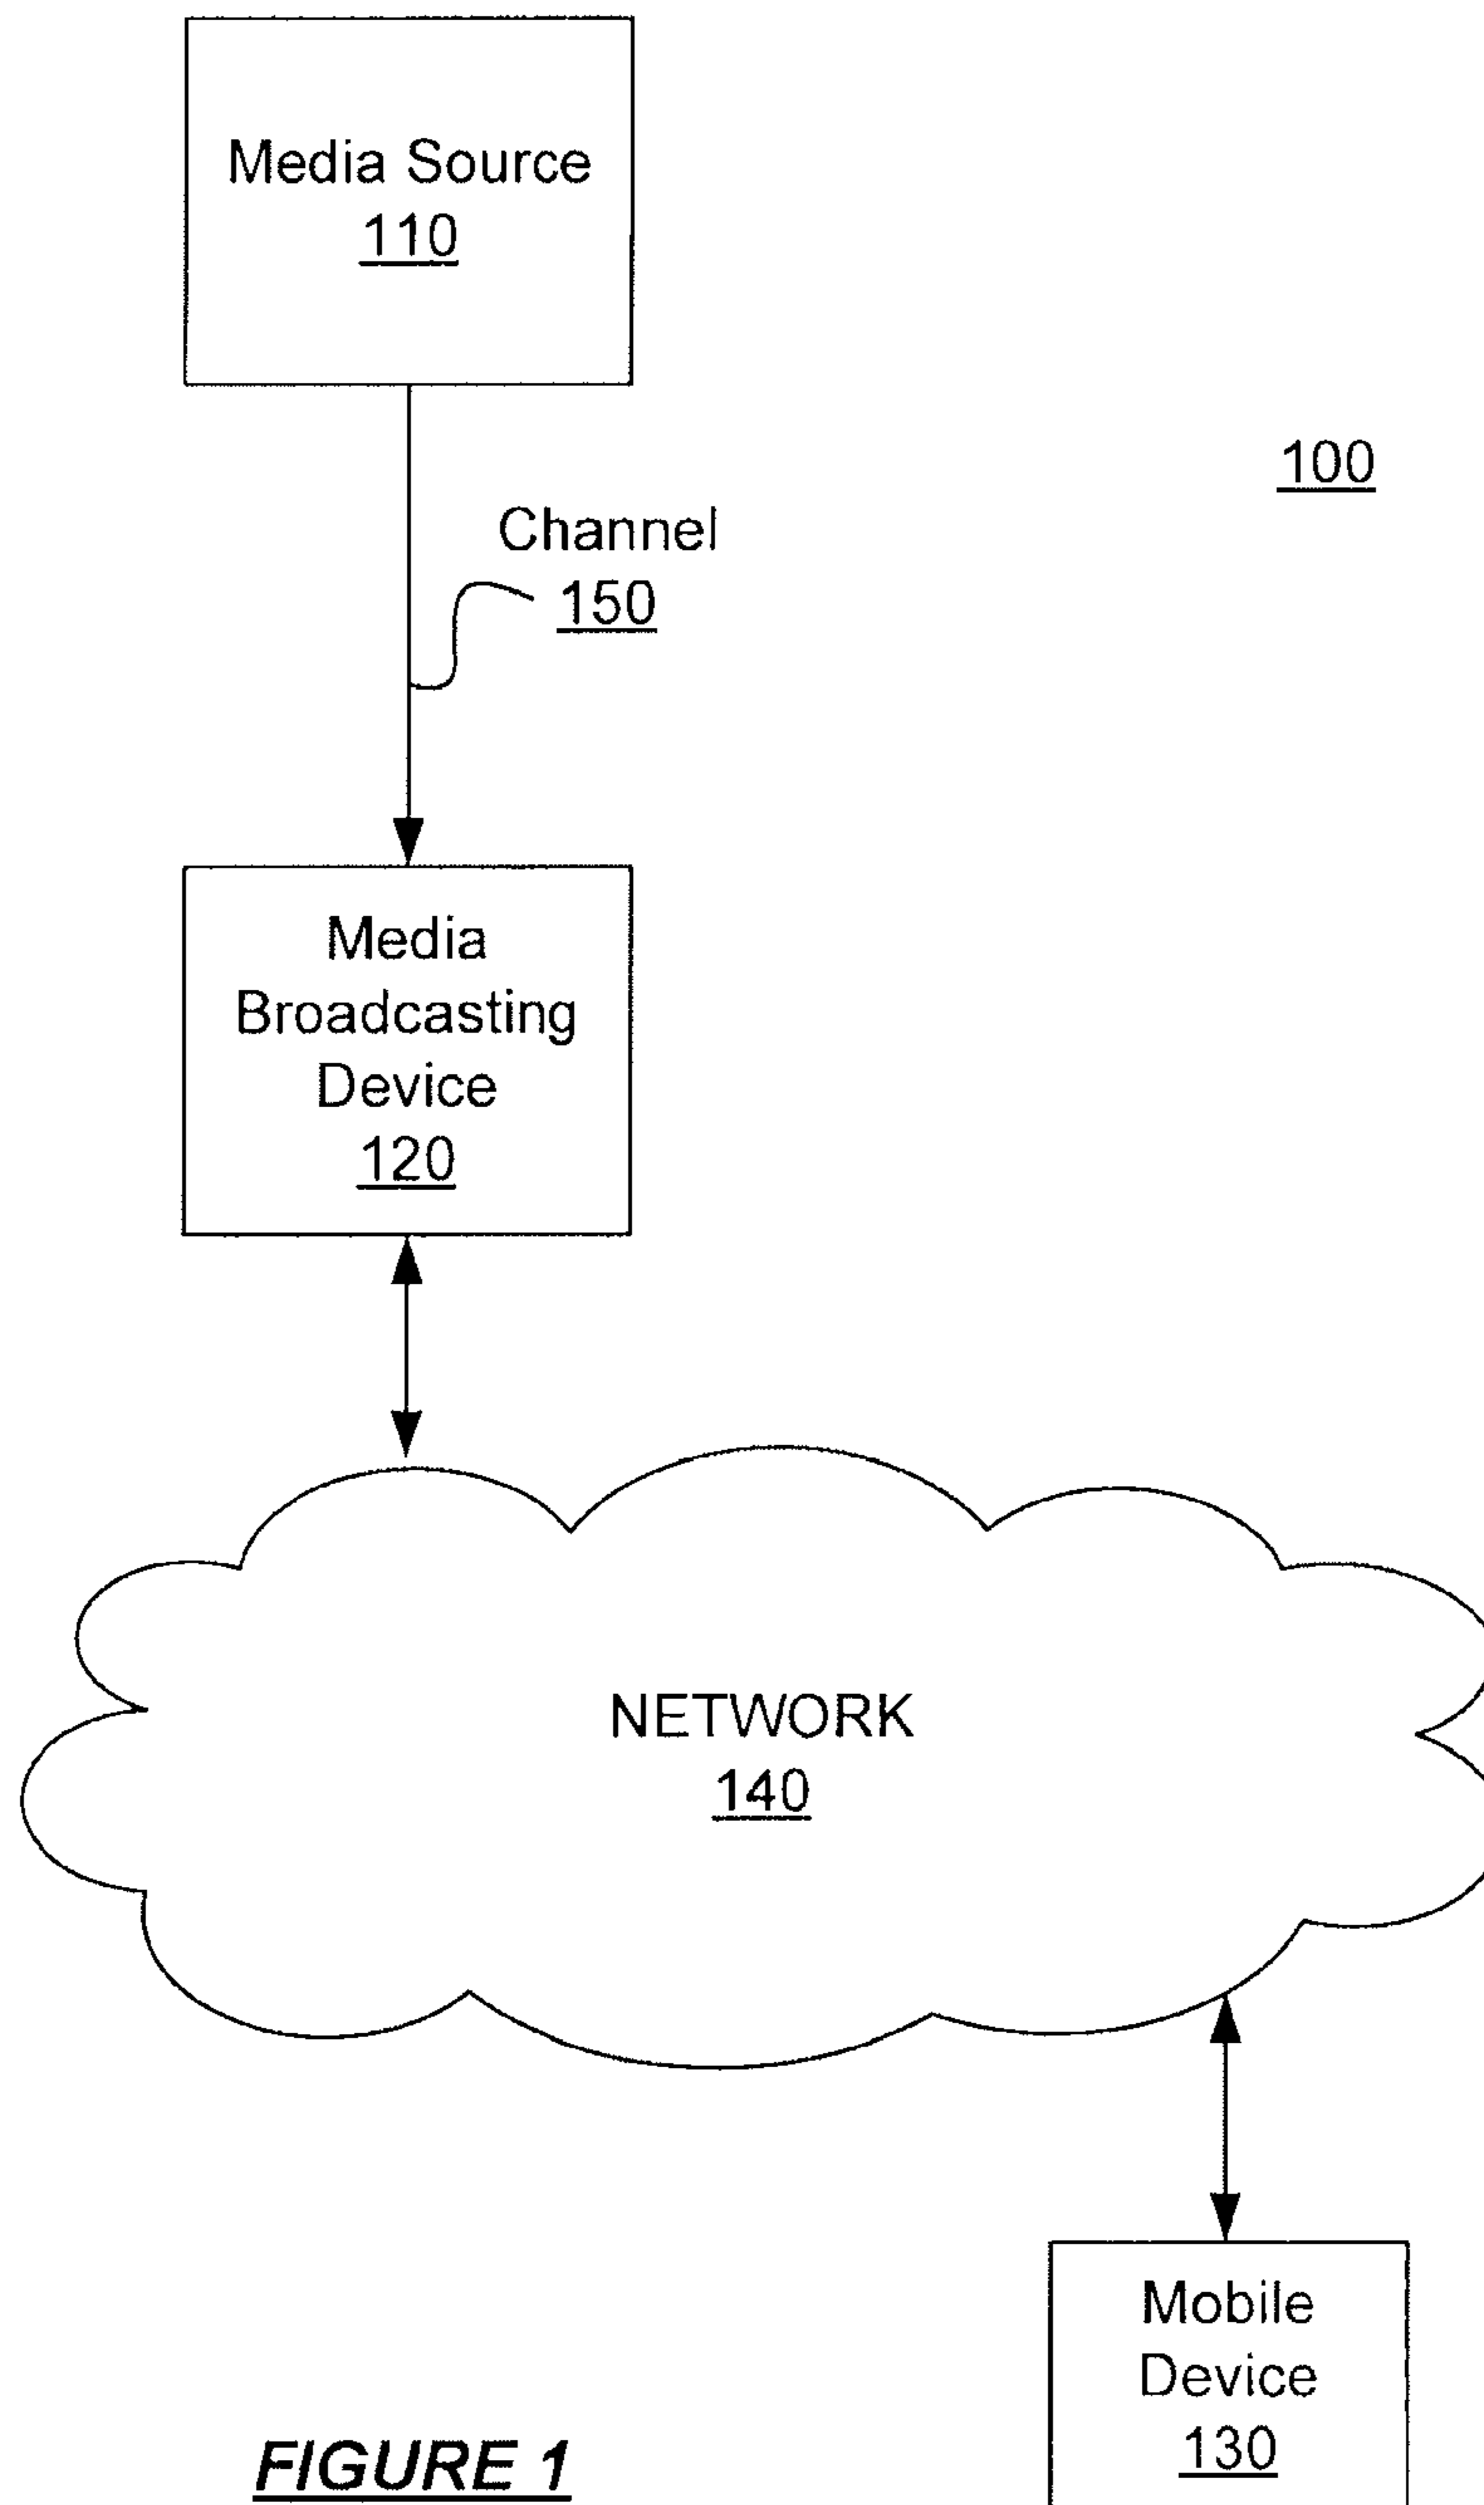 Media Source
110
100
Channel
150
Media
Broadcasting
Device
120
NETWORK
140
Mobile
Device
130
FIGURE 1